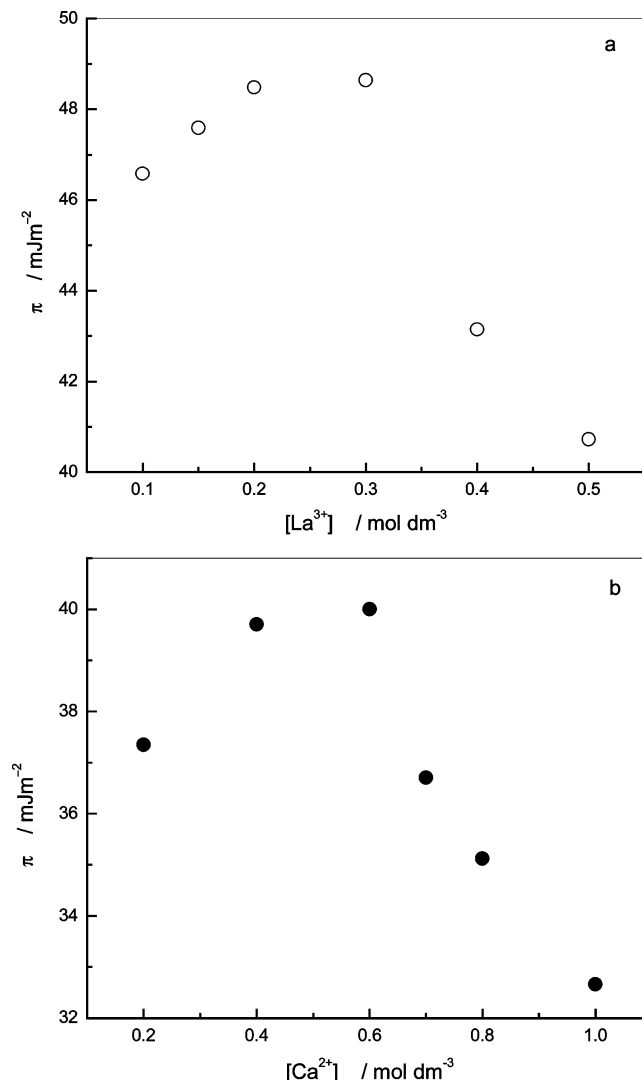 a
50
48
46
44
42
40
π / mJm⁻²
0.1 0.2 0.3 0.4 0.5
[La³⁺] / mol dm⁻³
b
40
38
36
34
32
π / mJm⁻²
0.2 0.4 0.6 0.8 1.0
[Ca²⁺] / mol dm⁻³